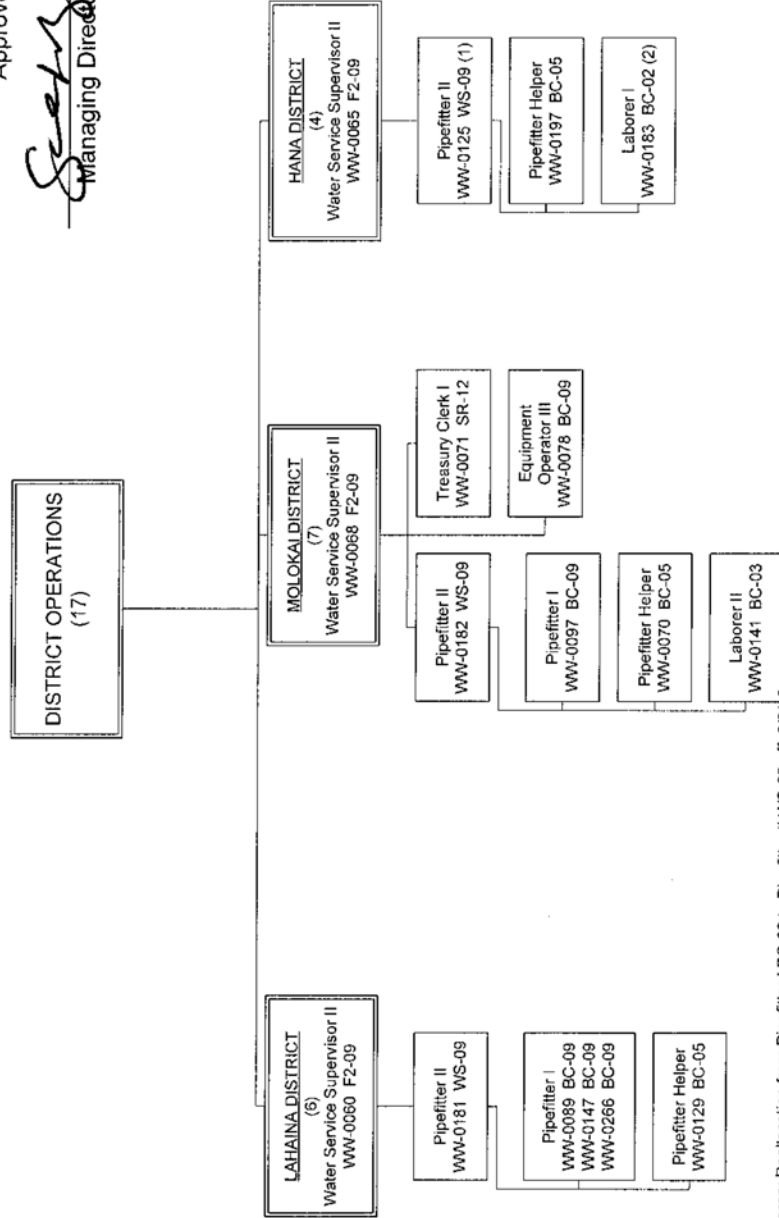 Approve
Managing Direc
DISTRICT OPERATIONS
(17)
LAHAINA DISTRICT
(6)
Water Service Supervisor II
WW-0060 F2-09
Pipefitter II
WW-0181 WS-09
Pipefitter I
WW-0089 BC-09
WW-0147 BC-09
WW-0266 BC-09
Pipefitter Helper
WW-0129 BC-05
MOLOKAI DISTRICT
(7)
Water Service Supervisor II
WW-0068 F2-09
Pipefitter II
WW-0182 WS-09
Pipefitter I
WW-0097 BC-09
Pipefitter Helper
WW-0070 BC-05
Laborer II
WW-0141 BC-03
Treasury Clerk I
WW-0071 SR-12
Equipment
Operator III
WW-0078 BC-09
HANA DISTRICT
(4)
Water Service Supervisor II
WW-0065 F2-09
Pipefitter II
WW-0125 WS-09 (1)
Pipefitter Helper
WW-0197 BC-05
Laborer I
WW-0183 BC-02 (2)